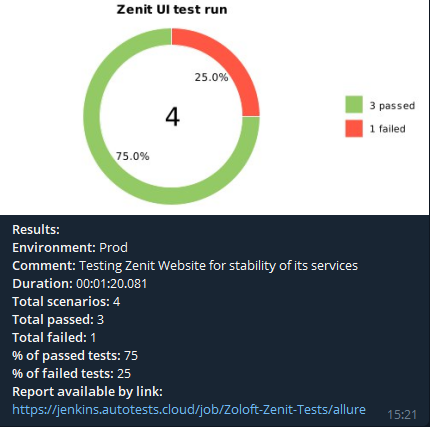 Zenit UI test run
25.0%
4
75.0%
3 passed
1 failed
Results:
Environment: Prod
Comment: Testing Zenit Website for stability of its services
Duration: 00:01:20.081
Total scenarios: 4
Total passed: 3
Total failed: 1
% of passed tests: 75
% of failed tests: 25
Report available by link:
https://jenkins.autotests.cloud/job/Zoloft-Zenit-Tests/allure
15:21